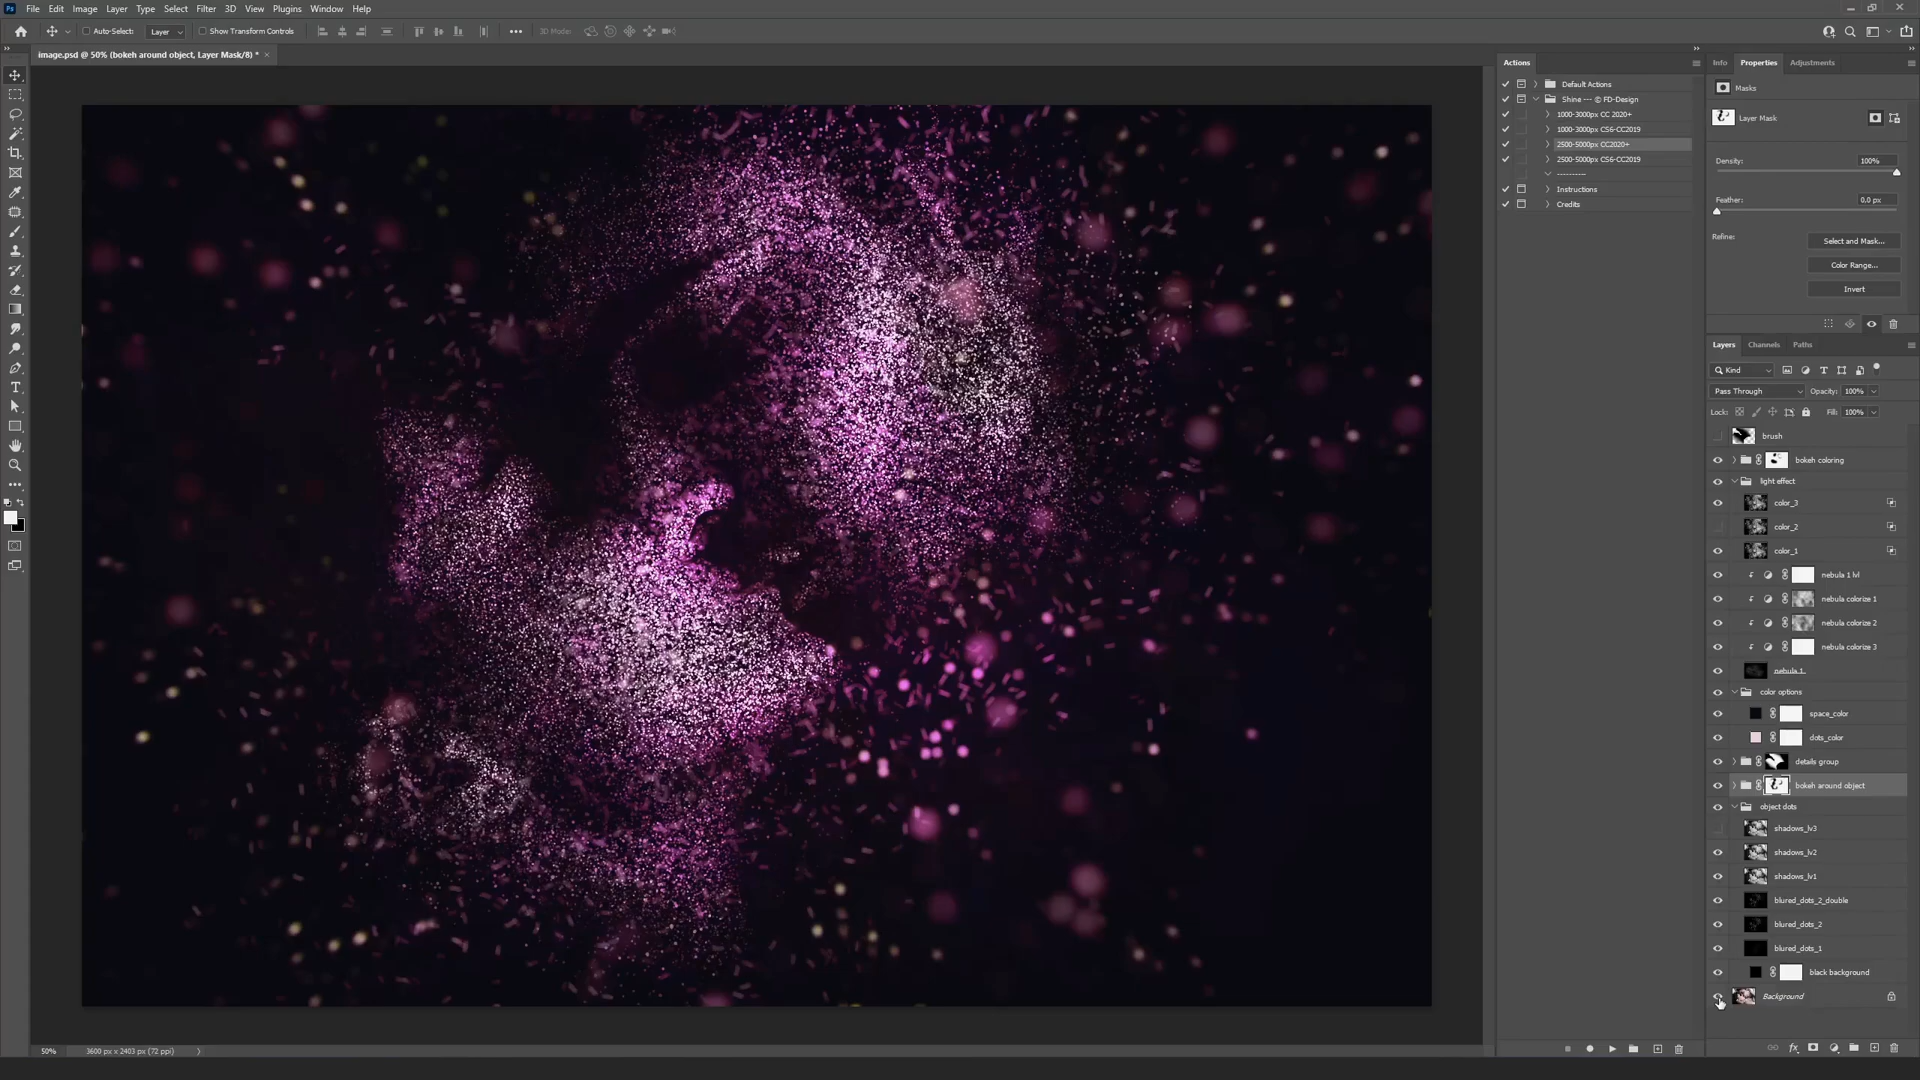 Ps File Edit Image Layer Type Select Filter 3D View Plugins Window Help
Auto-Select: Layer Show Transform Controls 3D Mode:
image.psd @ 50% (bokeh around object, Layer Mask/8) * ×
Actions
Default Actions
Shine --- © FD-Design
1000-3000px CC 2020+
1000-3000px CS6-CC2019
2500-5000px CC2020+
2500-5000px CS6-CC2019
----------
Instructions
Credits
Info Properties Adjustments
Masks
Layer Mask
Density: 100%
Feather: 0,0 px
Refine: Select and Mask...
Color Range...
Invert
Layers Channels Paths
Kind
Pass Through Opacity: 100%
Lock: Fill: 100%
brush
bokeh coloring
light effect
color_3
color_2
color_1
nebula 1 lvl
nebula colorize 1
nebula colorize 2
nebula colorize 3
nebula 1
color options
space_color
dots_color
details group
bokeh around object
object dots
shadows_lv3
shadows_lv2
shadows_lv1
blured_dots_2_double
blured_dots_2
blured_dots_1
black background
Background
50% 3600 px x 2403 px (72 ppi)